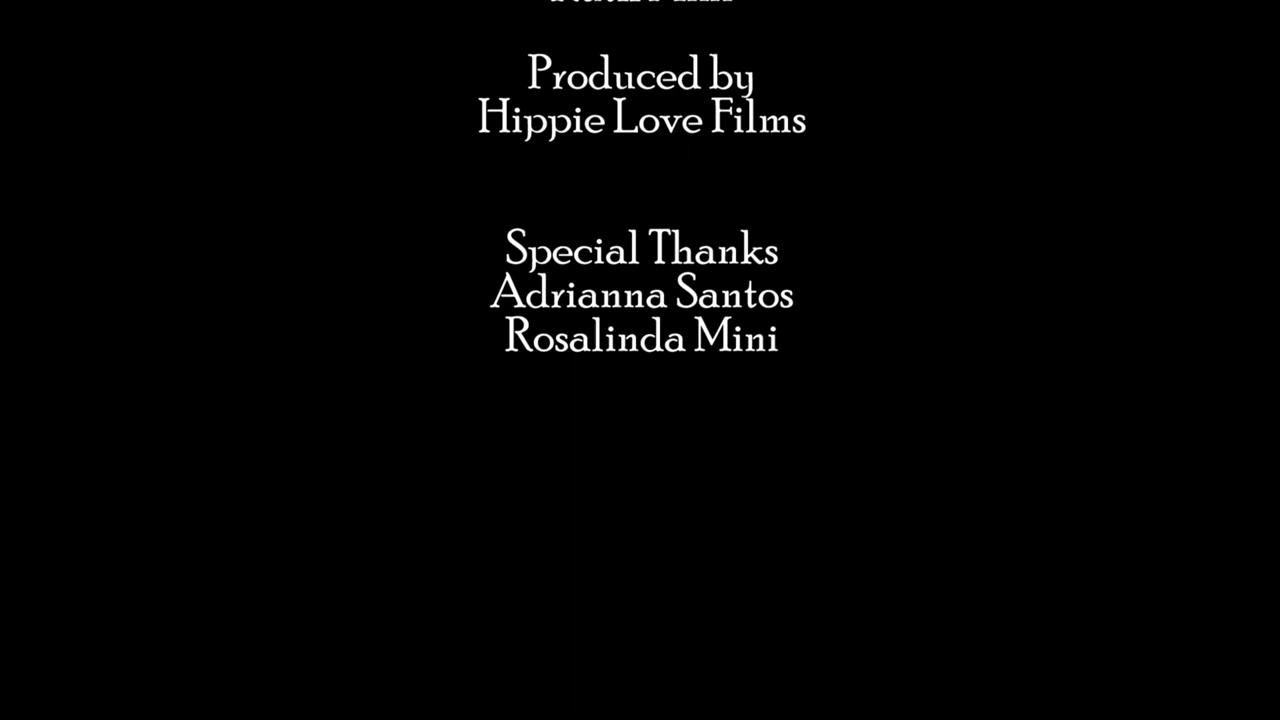 Produced by
Hippie Love Films
Special Thanks
Adrianna Santos
Rosalinda Mini